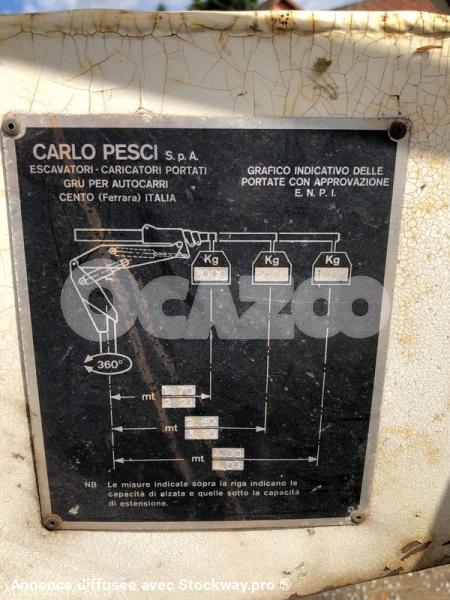 CARLO PESCI S.p.A.
ESCAVATORI - CARICATORI PORTATI
GRU PER AUTOCARRI
CENTO (Ferrara) ITALIA
GRAFICO INDICATIVO DELLE
PORTATE CON APPROVAZIONE
E. N. P. I.
Kg
Kg
Kg
OCAZOO
360°
mt
mt
mt
NB Le misure indicate sopra la riga indicano le
capacità di alzata e quelle sotto la capacità
di estensione.
Annonce diffusée avec Stockway.pro ®